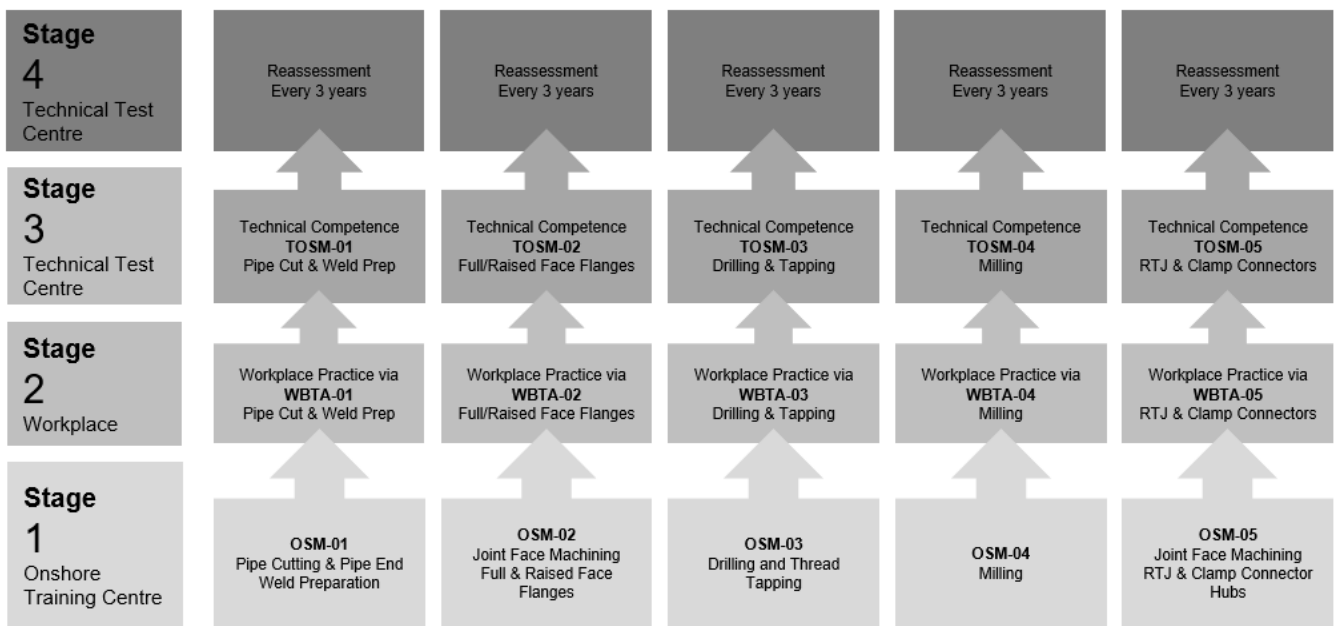 Stage
4
Technical Test
Centre
Reassessment
Every 3 years
Reassessment
Every 3 years
Reassessment
Every 3 years
Reassessment
Every 3 years
Reassessment
Every 3 years
Stage
3
Technical Test
Centre
Technical Competence
TOSM-01
Pipe Cut & Weld Prep
Technical Competence
TOSM-02
Full/Raised Face Flanges
Technical Competence
TOSM-03
Drilling & Tapping
Technical Competence
TOSM-04
Milling
Technical Competence
TOSM-05
RTJ & Clamp Connectors
Stage
2
Workplace
Workplace Practice via
WBTA-01
Pipe Cut & Weld Prep
Workplace Practice via
WBTA-02
Full/Raised Face Flanges
Workplace Practice via
WBTA-03
Drilling & Tapping
Workplace Practice via
WBTA-04
Milling
Workplace Practice via
WBTA-05
RTJ & Clamp Connectors
Stage
1
Onshore
Training Centre
OSM-01
Pipe Cutting & Pipe End
Weld Preparation
OSM-02
Joint Face Machining
Full & Raised Face
Flanges
OSM-03
Drilling and Thread
Tapping
OSM-04
Milling
OSM-05
Joint Face Machining
RTJ & Clamp Connector
Hubs